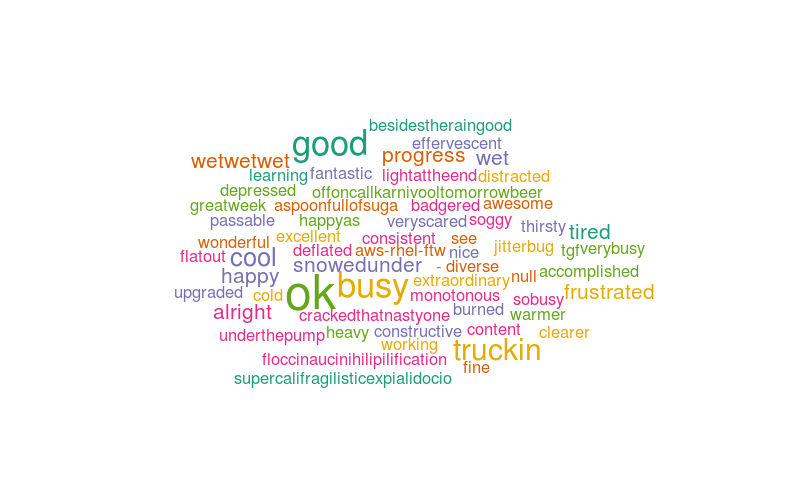 besidestheraingood
good
effervescent
wetwetwet
progress
wet
learning
fantastic
lightattheend
distracted
depressed
offoncallkarnivooltomorrowbeer
greatweek
aspoonfullofsuga
badgered
awesome
passable
happyas
veryscared
soggy
thirsty
tired
wonderful
excellent
consistent
see
jitterbug
flatout
cool
deflated
aws-rhel-ftw
nice
tgf
verybusy
happy
snowedunder
-
diverse
null
accomplished
upgraded
cold
ok
busy
extraordinary
monotonous
sobusy
frustrated
alright
crackedthatnastyone
burned
warmer
underthepump
heavy
constructive
content
clearer
working
truckin
floccinaucinihilipilification
fine
supercalifragilisticexpialidocio